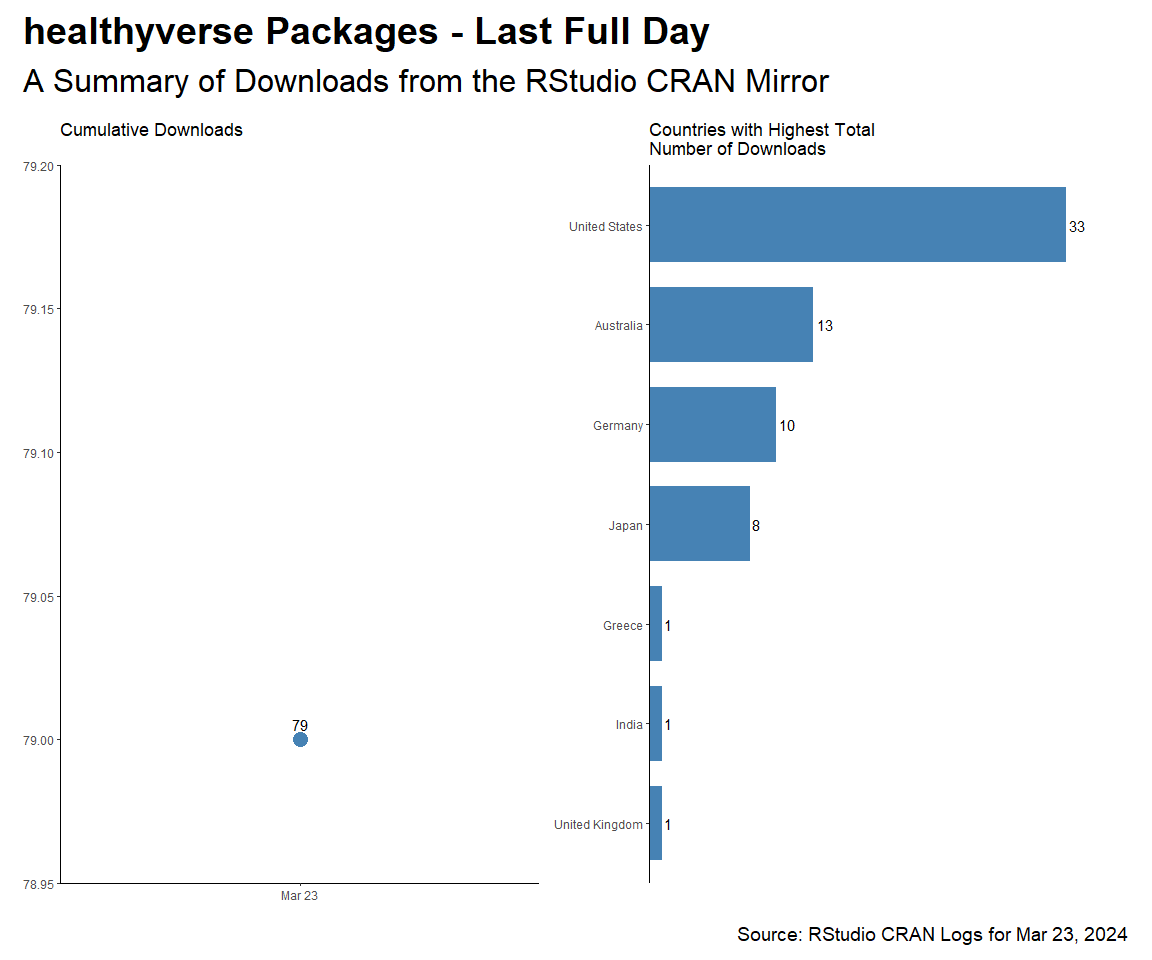 healthyverse Packages - Last Full Day
A Summary of Downloads from the RStudio CRAN Mirror
Cumulative Downloads
79.20
79.15
79.10
79.05
79.00
78.95
79
Mar 23
Countries with Highest Total
Number of Downloads
United States 33
Australia 13
Germany 10
Japan 8
Greece 1
India 1
United Kingdom 1
Source: RStudio CRAN Logs for Mar 23, 2024